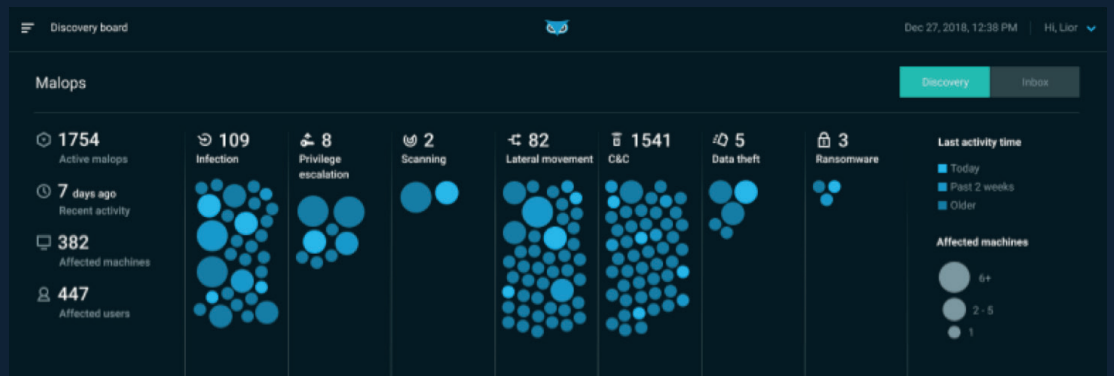 Discovery board
Dec 27, 2018, 12:38 PM
Hi, Lior
Malops
Discovery
Inbox
1754
Active malops
7 days ago
Recent activity
382
Affected machines
447
Affected users
109
Infection
8
Privilege
escalation
2
Scanning
82
Lateral movement
1541
C&C
5
Data theft
3
Ransomware
Last activity time
Today
Past 2 weeks
Older
Affected machines
6+
2 - 5
1